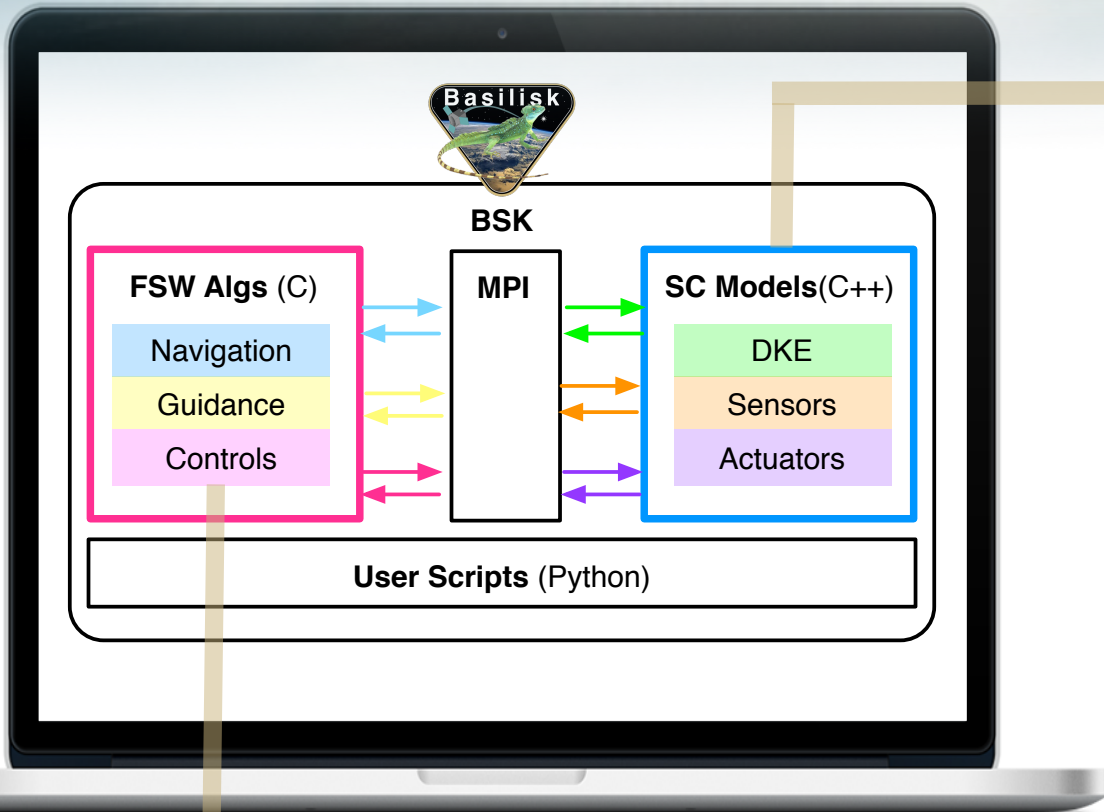 Basilisk
BSK
FSW Algs (C)
Navigation
Guidance
Controls
MPI
SC Models(C++)
DKE
Sensors
Actuators
User Scripts (Python)